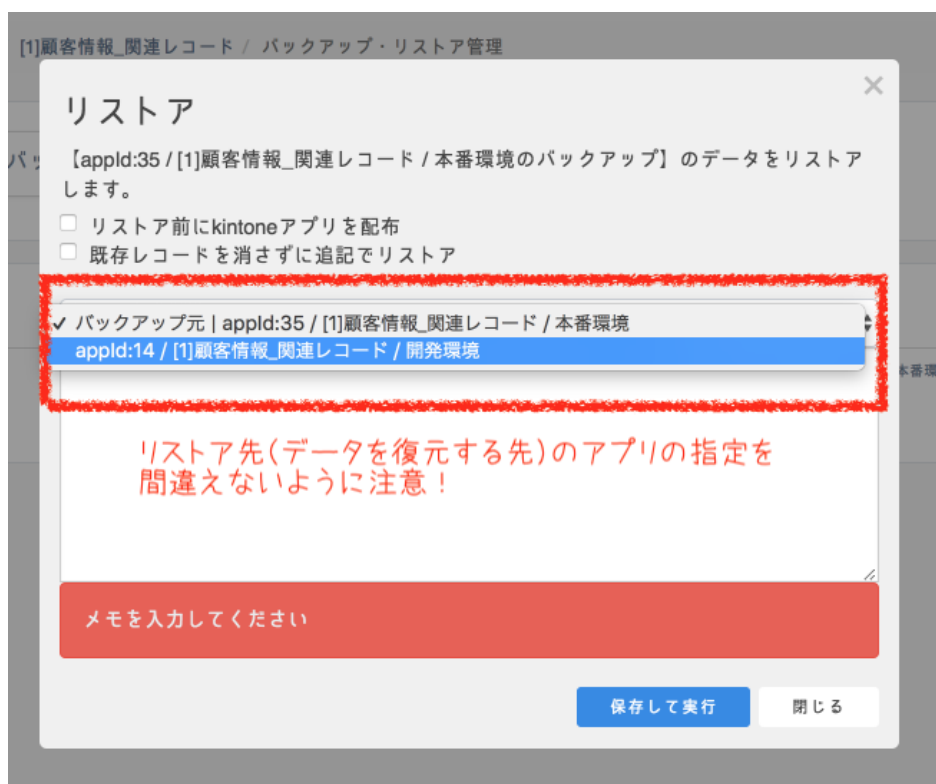 [1]顧客情報_関連レコード / バックアップ・リストア管理
×
リストア
【appId:35 / [1]顧客情報_関連レコード / 本番環境のバックアップ】のデータをリストア
します。
リストア前にkintoneアプリを配布
既存レコードを消さずに追記でリストア
✓ バックアップ元 | appId:35 / [1]顧客情報_関連レコード / 本番環境
appId:14 / [1]顧客情報_関連レコード / 開発環境
リストア先(データを復元する先)のアプリの指定を
間違えないように注意！
メモを入力してください
保存して実行
閉じる